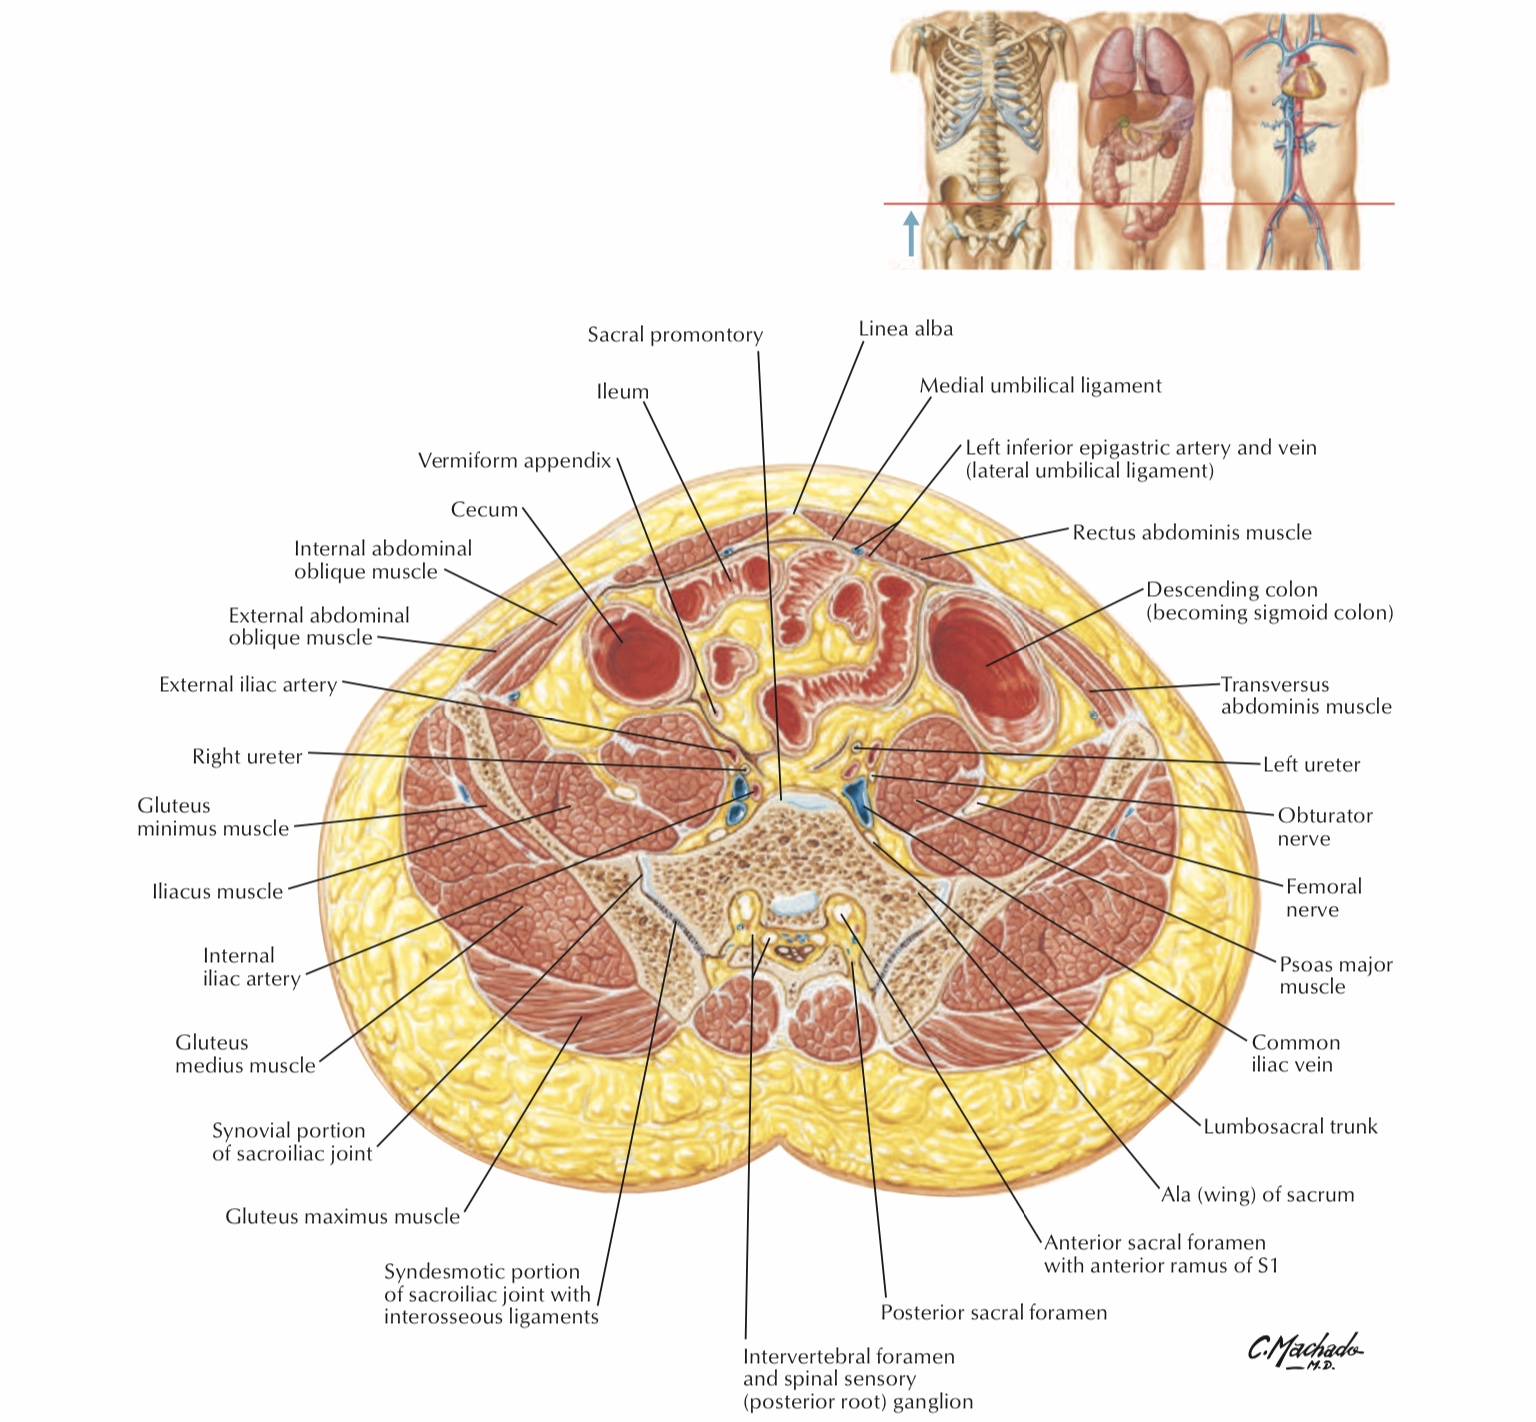 Sacral promontory
Linea alba
Ileum
Medial umbilical ligament
Vermiform appendix
Left inferior epigastric artery and vein
(lateral umbilical ligament)
Cecum
Rectus abdominis muscle
Internal abdominal
oblique muscle
Descending colon
(becoming sigmoid colon)
External abdominal
oblique muscle
External iliac artery
Transversus
abdominis muscle
Right ureter
Left ureter
Gluteus
minimus muscle
Obturator
nerve
Iliacus muscle
Femoral
nerve
Internal
iliac artery
Psoas major
muscle
Gluteus
medius muscle
Common
iliac vein
Synovial portion
of sacroiliac joint
Lumbosacral trunk
Ala (wing) of sacrum
Gluteus maximus muscle
Anterior sacral foramen
with anterior ramus of S1
Syndesmotic portion
of sacroiliac joint with
interosseous ligaments
Posterior sacral foramen
Intervertebral foramen
and spinal sensory
(posterior root) ganglion
C.Machado
M.D.